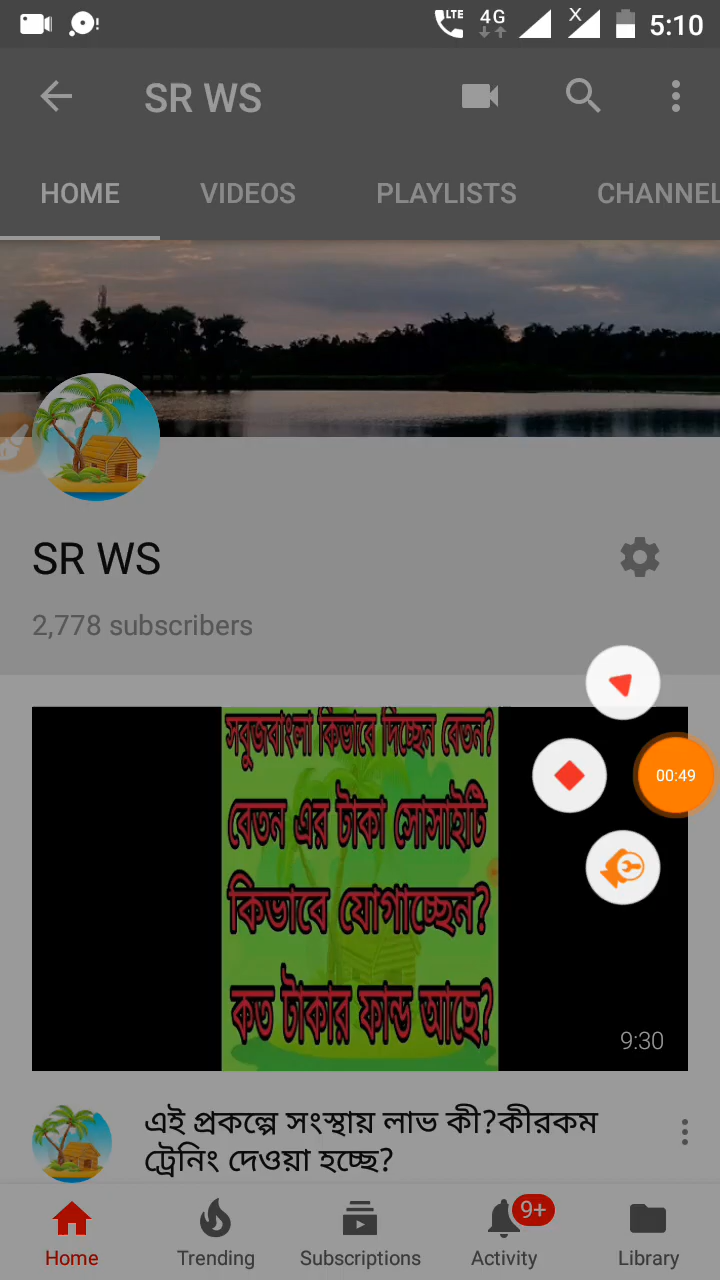 LTE 4G X 5:10
SR WS
HOME VIDEOS PLAYLISTS CHANNEL
SR WS
2,778 subscribers
সবুজবাংলা কিভাবে দিচ্ছেন বেতন?
বেতন এর টাকা সোসাইটি
কিভাবে যোগাচ্ছেন?
কত টাকার ফান্ড আছে?
00:49
9:30
এই প্রকল্পে সংস্থায় লাভ কী?কীরকম
ট্রেনিং দেওয়া হচ্ছে?
9+
Home Trending Subscriptions Activity Library